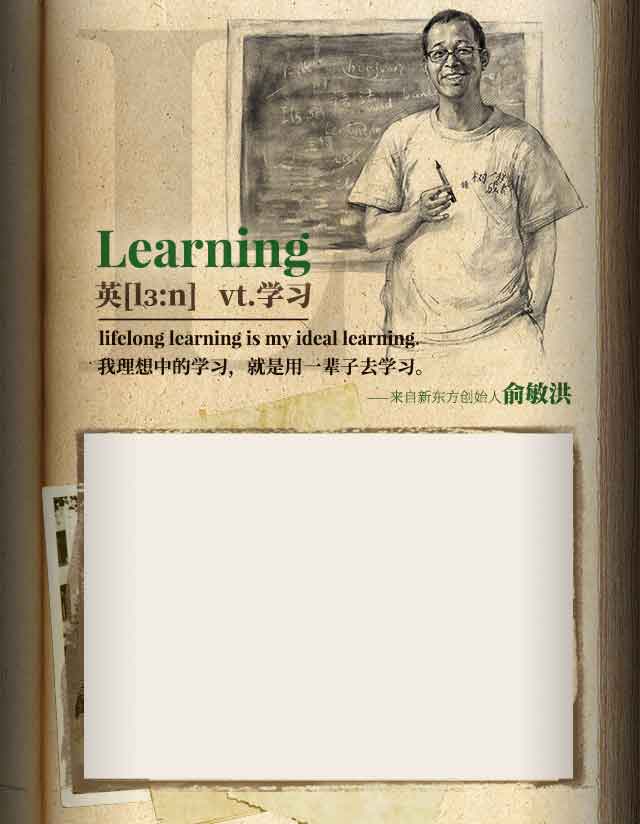 Learning
英[lɜ:n] vt.学习
lifelong learning is my ideal learning.
我理想中的学习，就是用一辈子去学习。
——来自新东方创始人俞敏洪